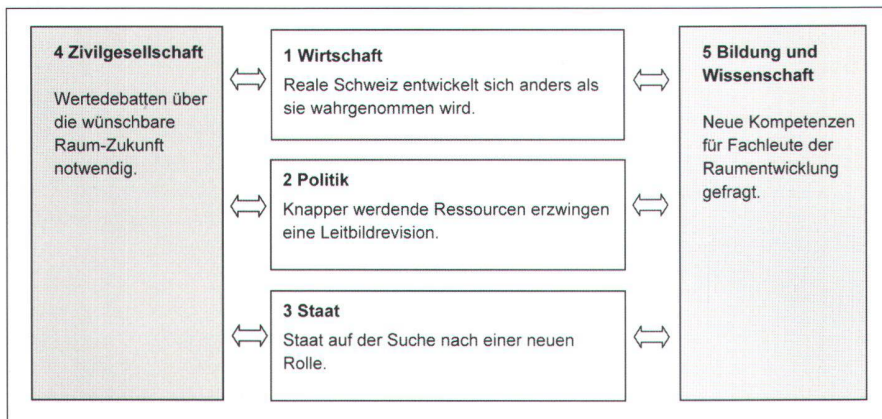 4 Zivilgesellschaft
Wertedebatten über
die wünschbare
Raum-Zukunft
notwendig.
1 Wirtschaft
Reale Schweiz entwickelt sich anders als
sie wahrgenommen wird.
2 Politik
Knapper werdende Ressourcen erzwingen
eine Leitbildrevision.
3 Staat
Staat auf der Suche nach einer neuen
Rolle.
5 Bildung und
Wissenschaft
Neue Kompetenzen
für Fachleute der
Raumentwicklung
gefragt.